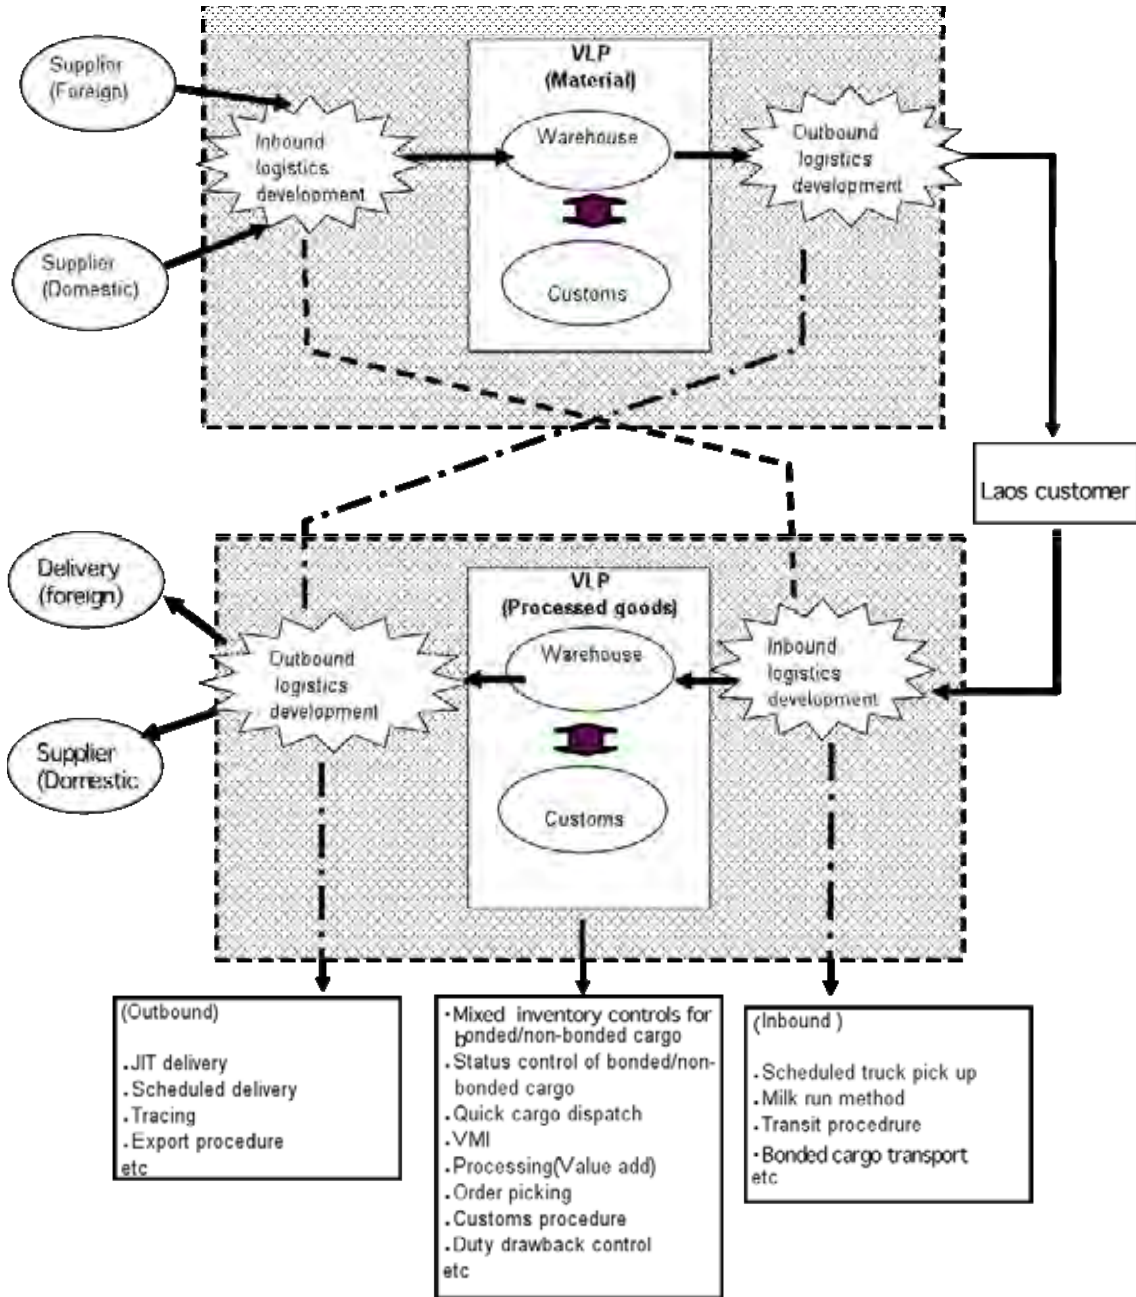 Supplier
(Foreign)
VLP
(Material)
Inbound
logistics
development
Warehouse
Outbound
logistics
development
Supplier
(Domestic)
Customs
Laos customer
Delivery
(foreign)
VLP
(Processed goods)
Outbound
logistics
development
Warehouse
Inbound
logistics
development
Supplier
(Domestic
Customs
(Outbound)
.JIT delivery
.Scheduled delivery
.Tracing
.Export procedure
etc
・Mixed inventory controls for
bonded/non-bonded cargo
.Status control of bonded/non-
bonded cargo
.Quick cargo dispatch
.VMI
.Processing(Value add)
.Order picking
.Customs procedure
.Duty drawback control
etc
(Inbound )
.Scheduled truck pick up
.Milk run method
.Transit procedrure
・Bonded cargo transport
etc